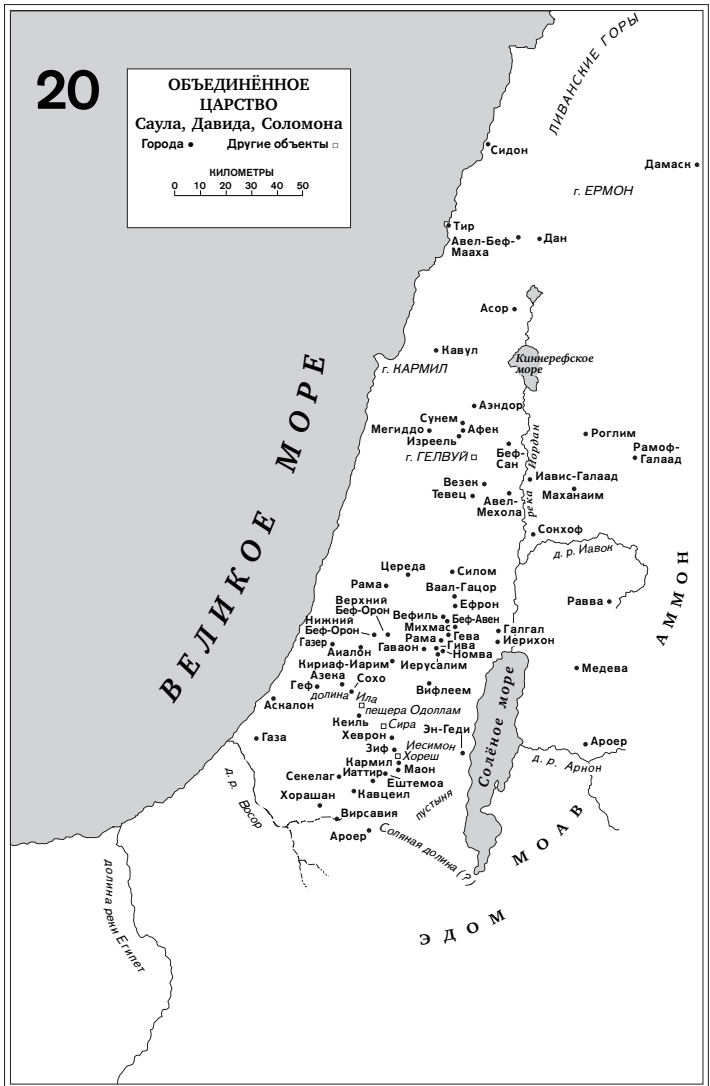 20
ОБЪЕДИНЁННОЕ
ЦАРСТВО
Саула, Давида, Соломона
Города
Другие объекты
КИЛОМЕТРЫ
0 10 20 30 40 50
ЛИВАНСКИЕ ГОРЫ
Сидон
Дамаск
г. ЕРМОН
Тир
Авел-Беф-
Мааха
Дан
Асор
Кавул
г. КАРМИЛ
Киннерефское
море
ВЕЛИКОЕ МОРЕ
Аэндор
Сунем
Мегиддо
Афек
Изреель
г. ГЕЛВУЙ
Беф-
Сан
река Иордан
Роглим
Рамоф-
Галаад
Везек
Тевец
Авел-
Мехола
Иавис-Галаад
Маханаим
Сокхоф
д. р. Иавок
АММОН
Цереда
Силом
Рама
Ваал-Гацор
Равва
Верхний
Беф-Орон
Ефрон
Нижний
Беф-Орон
Вефиль
Беф-Авен
Михмас
Галгал
Газер
Рама
Гева
Иерихон
Аиалон
Гаваон
Гива
Номва
Кириаф-Иарим
Иерусалим
Медева
Азека
Сохо
Геф
Вифлеем
долина Ила
Аскалон
пещера Одоллам
Кеиль
Сира
Солёное море
Газа
Хеврон
Эн-Геди
Ароер
Зиф
Иесимон
Хореш
д. р. Арнон
Кармил
Маон
Секелаг
Иаттир
Ештемоа
д. р. Восор
Хорашан
Кавцеил
пустыня
Вирсавия
Ароер
Соляная долина (?)
МОАВ
долина реки Египет
ЭДОМ